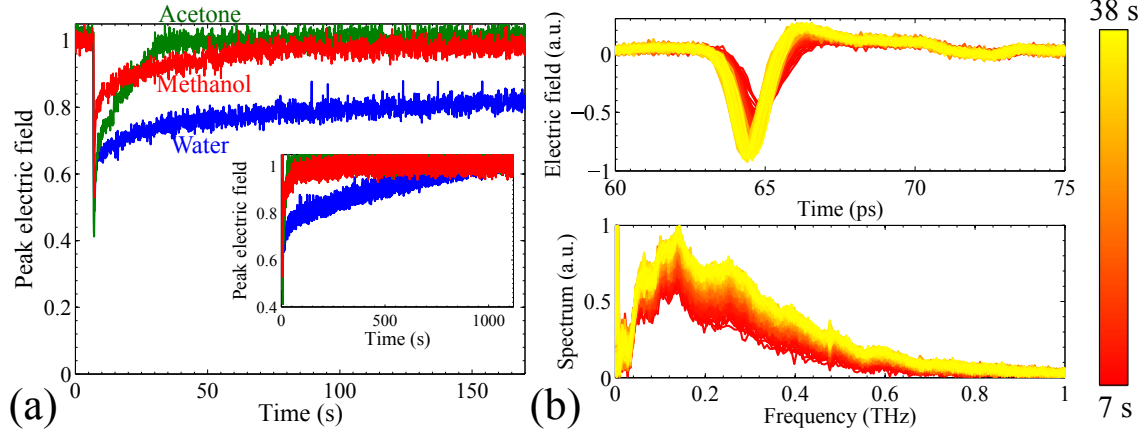 Acetone
Methanol
Water
Peak electric field
1
0.8
0.6
0.4
0.2
0
0
50
100
150
Time (s)
Peak electric field
1
0.8
0.6
0.4
0
500
1000
Time (s)
(a)
Electric field (a.u.)
0
−0.5
−1
60
65
70
75
Time (ps)
Spectrum (a.u.)
1
0.5
0
0
0.2
0.4
0.6
0.8
1
Frequency (THz)
(b)
38 s
7 s